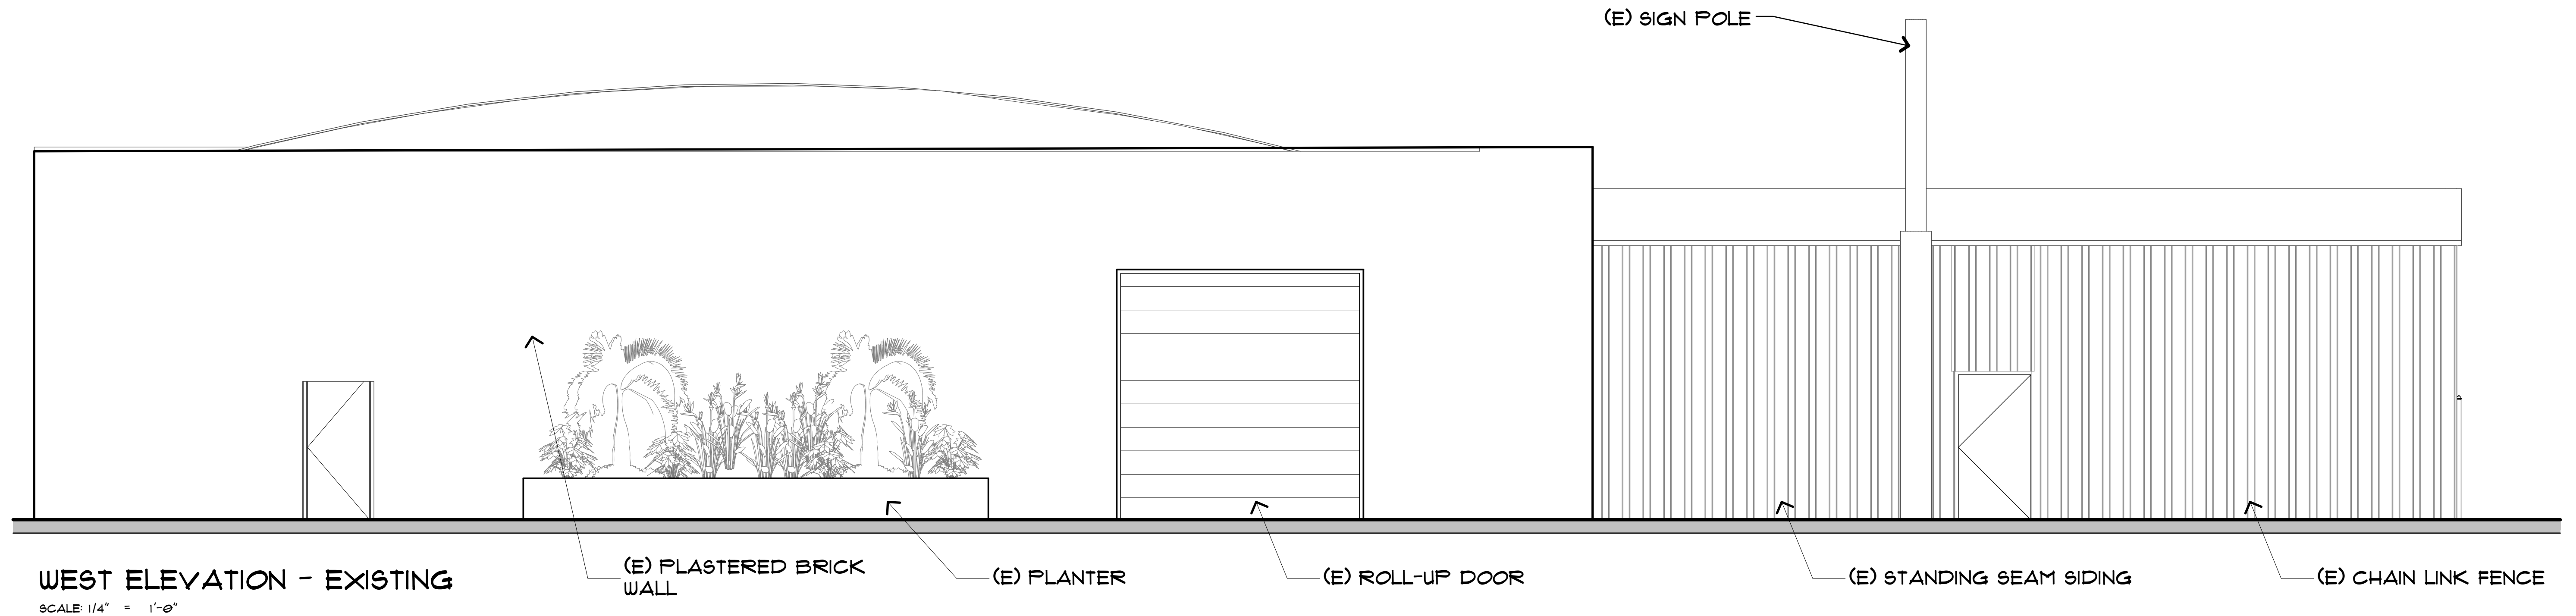 (E) SIGN POLE
(E) PLASTERED BRICK
WALL
(E) PLANTER
(E) ROLL-UP DOOR
(E) STANDING SEAM SIDING
(E) CHAIN LINK FENCE
WEST ELEVATION - EXISTING
SCALE: 1/4" = 1'-0"